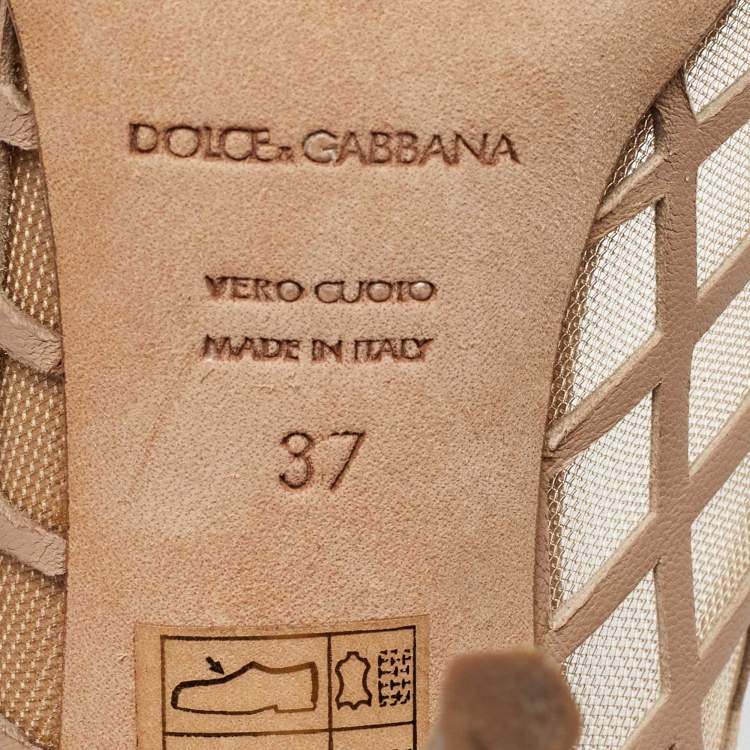 DOLCE & GABBANA
VERO CUOIO
MADE IN ITALY
37